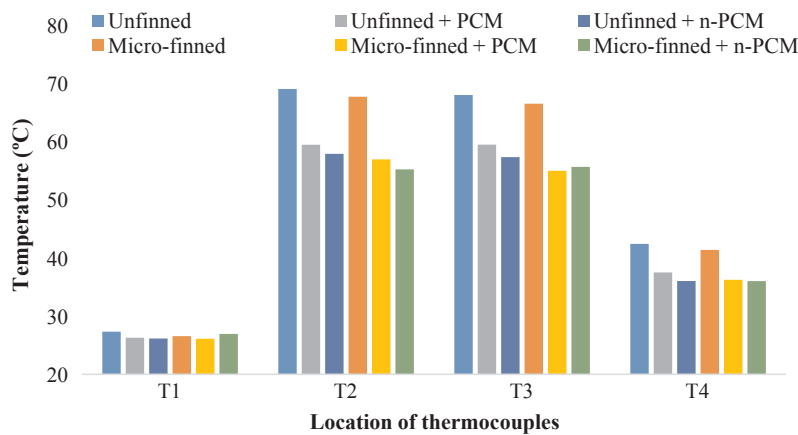 80
Unfinned
Unfinned + PCM
Unfinned + n-PCM
Micro-finned
Micro-finned + PCM
Micro-finned + n-PCM
70
60
50
40
30
20
Temperature (ºC)
T1
T2
T3
T4
Location of thermocouples